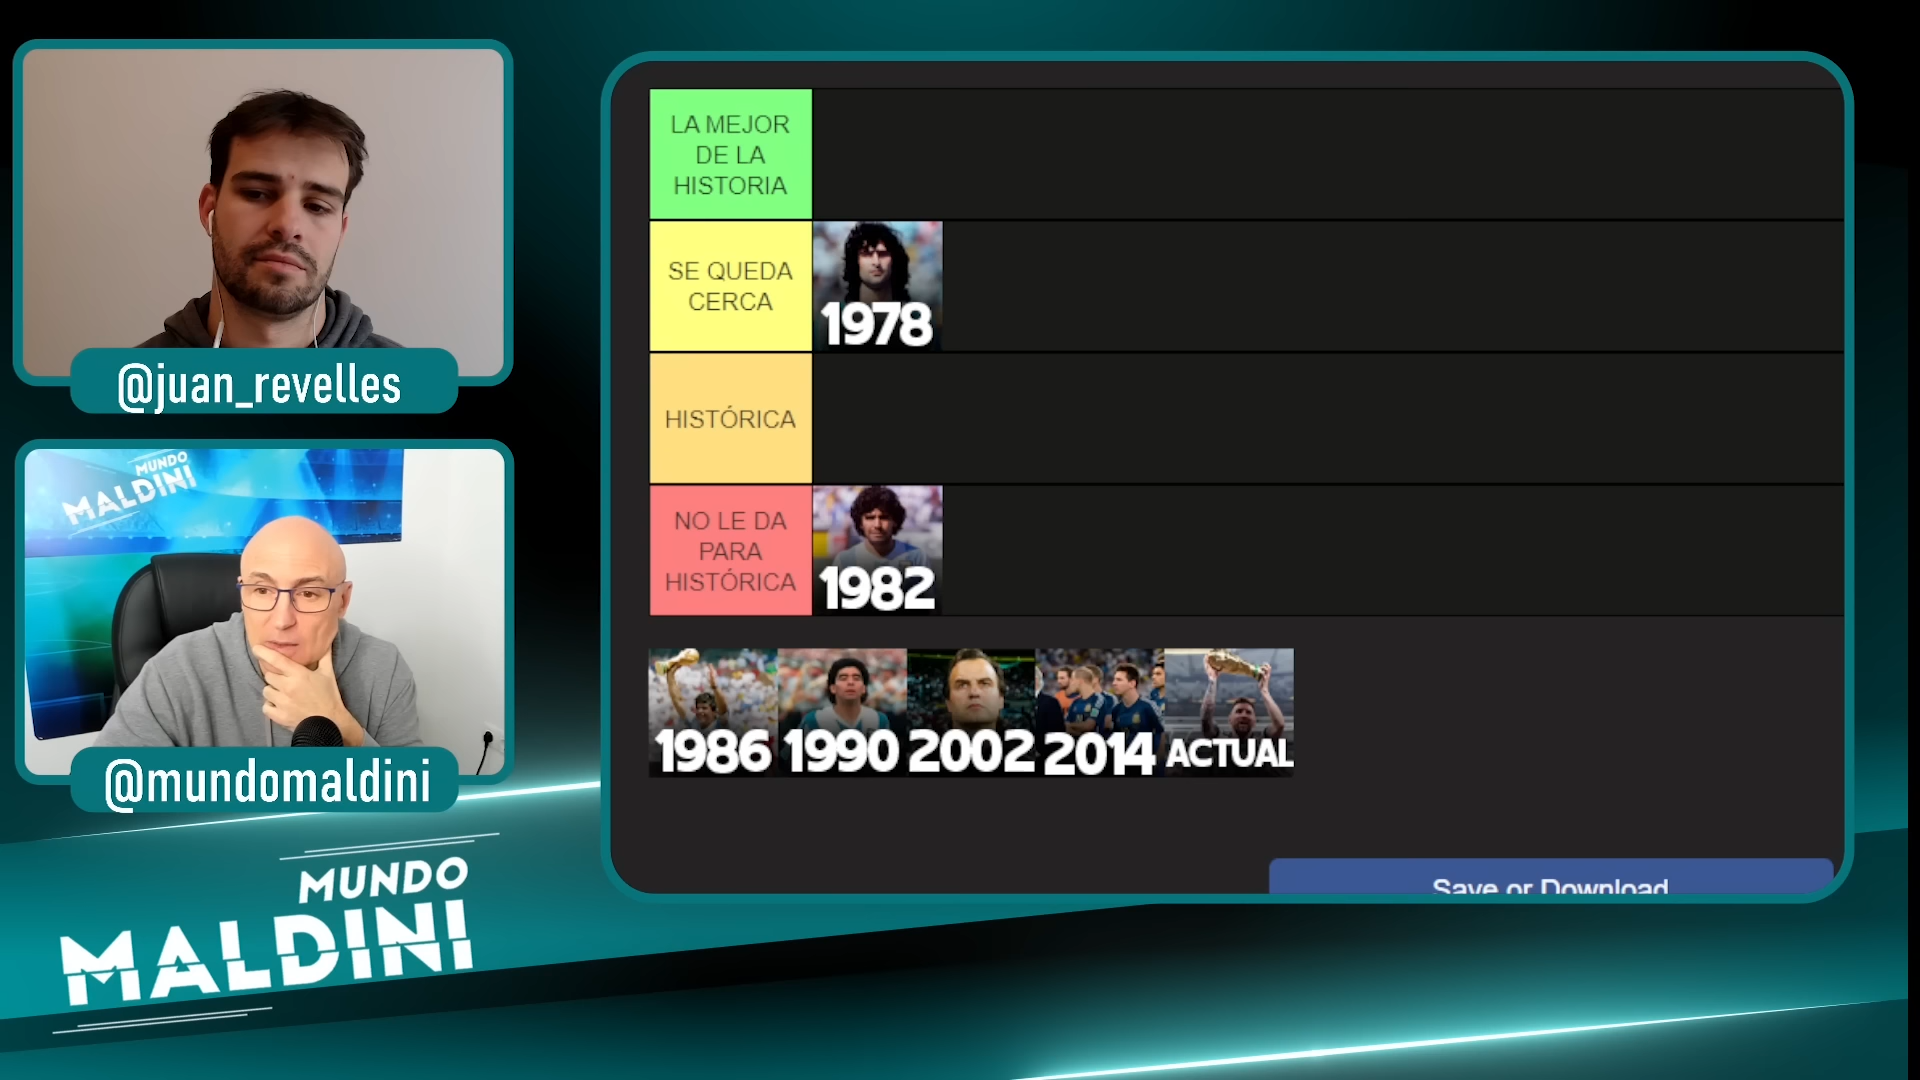 @juan_revelles
MUNDO
MALDINI
@mundomaldini
MUNDO
MALDINI
LA MEJOR
DE LA
HISTORIA
SE QUEDA
CERCA
1978
HISTÓRICA
NO LE DA
PARA
HISTÓRICA
1982
1986
1990
2002
2014
ACTUAL
Save or Download